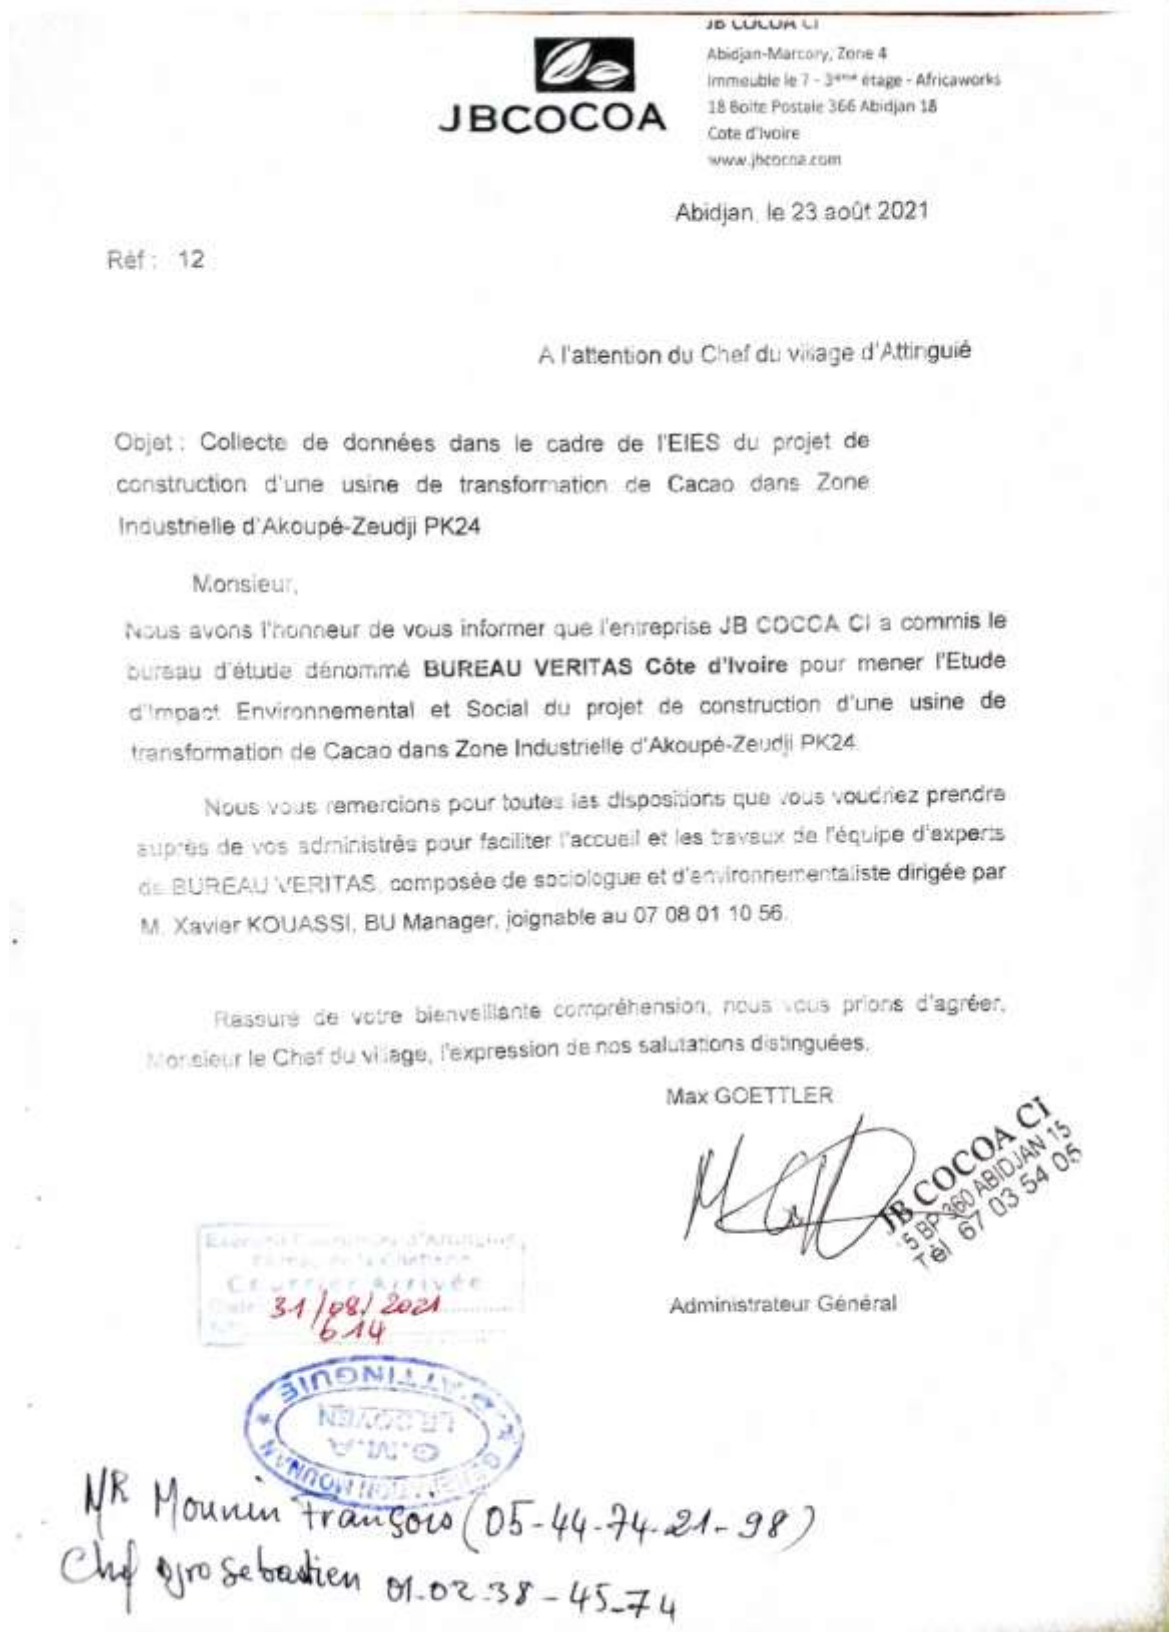 JB COCOA CI
Abidjan-Marcory, Zone 4
Immeuble le 7 - 3ème étage - Africaworks
18 Boite Postale 366 Abidjan 18
Cote d'Ivoire
www.jbcocoa.com
JBCOCOA
Abidjan, le 23 août 2021
Réf : 12
A l'attention du Chef du village d'Attinguié
Objet : Collecte de données dans le cadre de l'EIES du projet de
construction d'une usine de transformation de Cacao dans Zone
Industrielle d'Akoupé-Zeudji PK24
Monsieur,
Nous avons l'honneur de vous informer que l'entreprise JB COCCA CI a commis le
bureau d'étude dénommé BUREAU VERITAS Côte d'Ivoire pour mener l'Etude
d'Impact Environnemental et Social du projet de construction d'une usine de
transformation de Cacao dans Zone Industrielle d'Akoupé-Zeudji PK24.
Nous vous remercions pour toutes les dispositions que vous voudriez prendre
auprès de vos administrés pour faciliter l'accueil et les travaux de l'équipe d'experts
de BUREAU VERITAS, composée de sociologue et d'environnementaliste dirigée par
M. Xavier KOUASSI, BU Manager, joignable au 07 08 01 10 56.
Rassuré de votre bienveillante compréhension, nous vous prions d'agréer,
Monsieur le Chef du village, l'expression de nos salutations distinguées.
Max GOETTLER
JB COCOA CI
15 BP 360 ABIDJAN 15
Tél 67 03 54 05
Administrateur Général
d'Attinguié
de la Chefferie
Courrier Arrivée
31/08/2021
614
D'ATTINGUIE
LE DOYEN
G.M.A
GENERATION MOUNAN
MR Mounin François (05-44-74-21-98)
Chef Sebastien 01-02-38-45-74